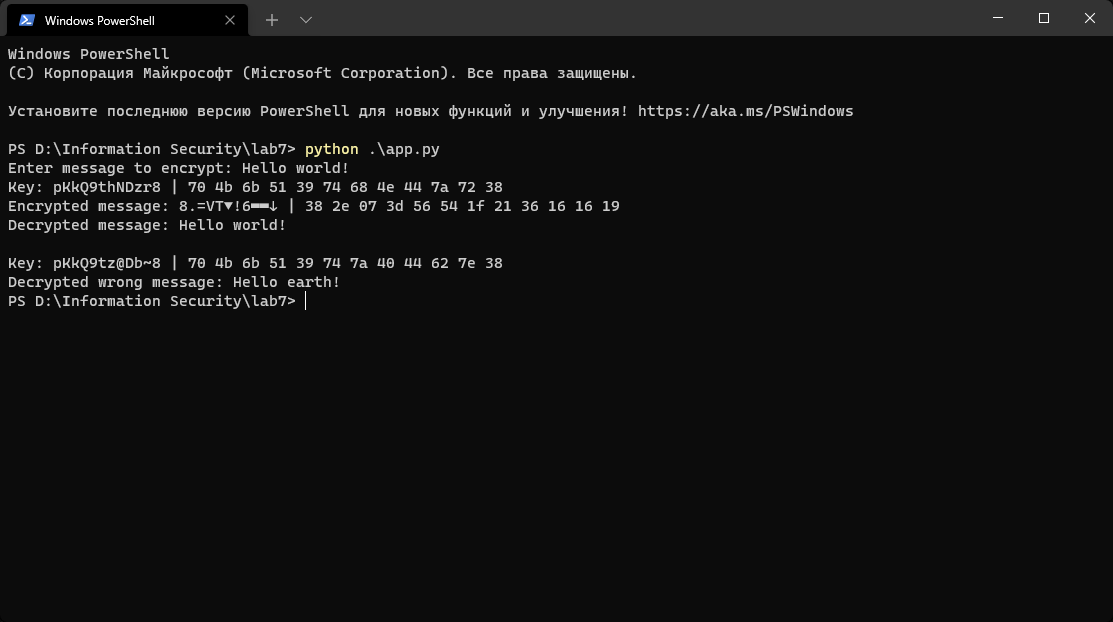 Windows PowerShell
Windows PowerShell
(C) Корпорация Майкрософт (Microsoft Corporation). Все права защищены.
Установите последнюю версию PowerShell для новых функций и улучшения! https://aka.ms/PSWindows
PS D:\Information Security\lab7> python .\app.py
Enter message to encrypt: Hello world!
Key: pKkQ9thNDzr8 | 70 4b 6b 51 39 74 68 4e 44 7a 72 38
Encrypted message: 8.=VT▼!6▬▬↓ | 38 2e 07 3d 56 54 1f 21 36 16 16 19
Decrypted message: Hello world!
Key: pKkQ9tz@Db~8 | 70 4b 6b 51 39 74 7a 40 44 62 7e 38
Decrypted wrong message: Hello earth!
PS D:\Information Security\lab7>